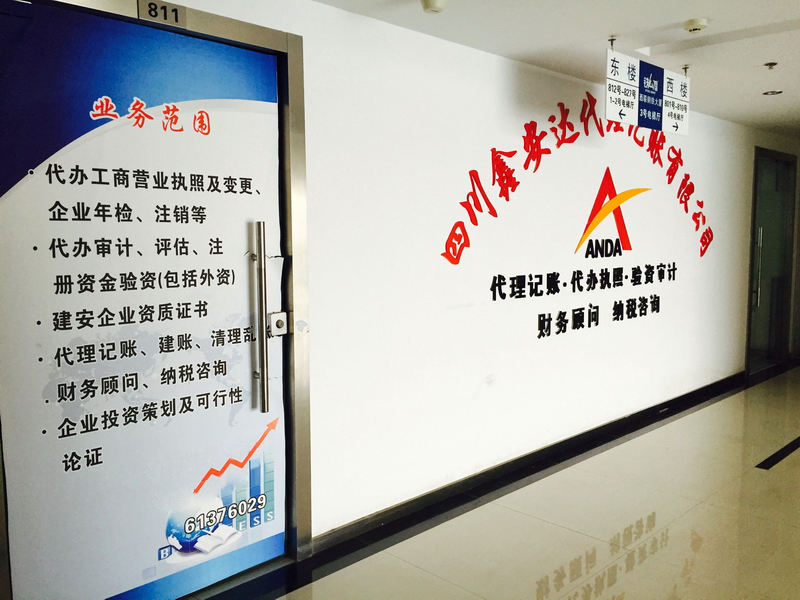 811
业务范围
· 代办工商营业执照及变更、
企业年检、注销等
· 代办审计、评估、注
册资金验资(包括外资)
· 建安企业资质证书
· 代理记账、建账、清理乱
· 财务顾问、纳税咨询
· 企业投资策划及可行性
论证
61376029
B ESS
东楼
812号-827号
1-2号电梯厅
←
3号电梯厅
西楼
801号-810号
4号电梯厅
→
四川鑫安达代理记账有限公司
ANDA
代理记账·代办执照·验资审计
财务顾问 纳税咨询